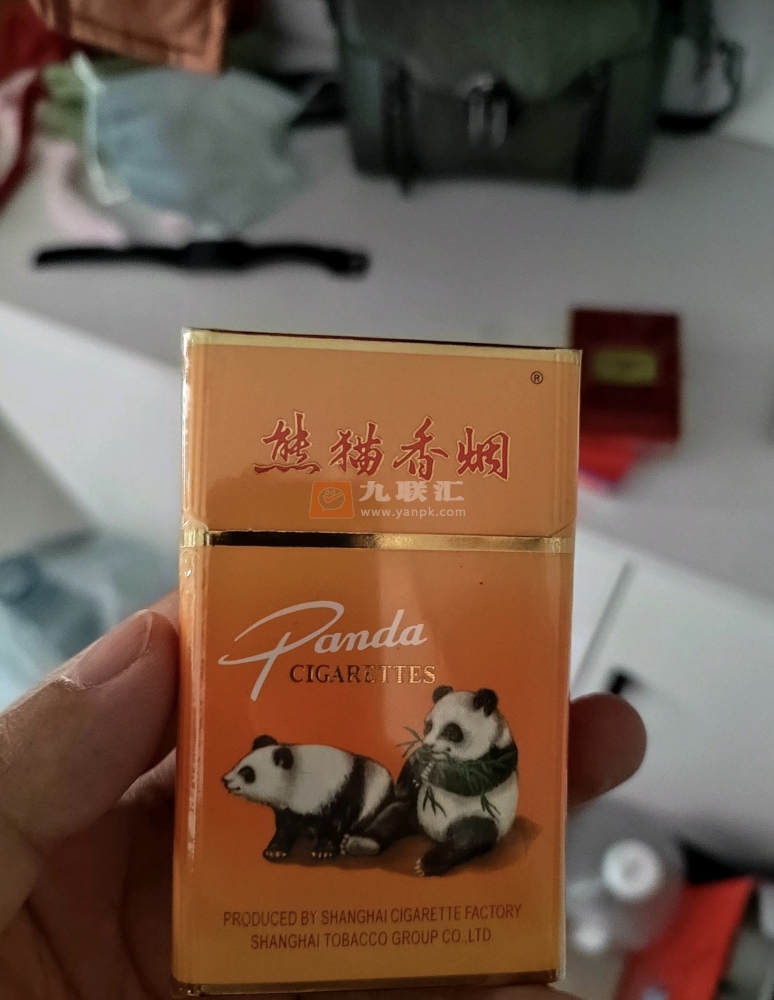 ®
熊猫香烟
九联汇
www.yanpk.com
Panda
CIGARETTES
PRODUCED BY SHANGHAI CIGARETTE FACTORY
SHANGHAI TOBACCO GROUP CO.,LTD.